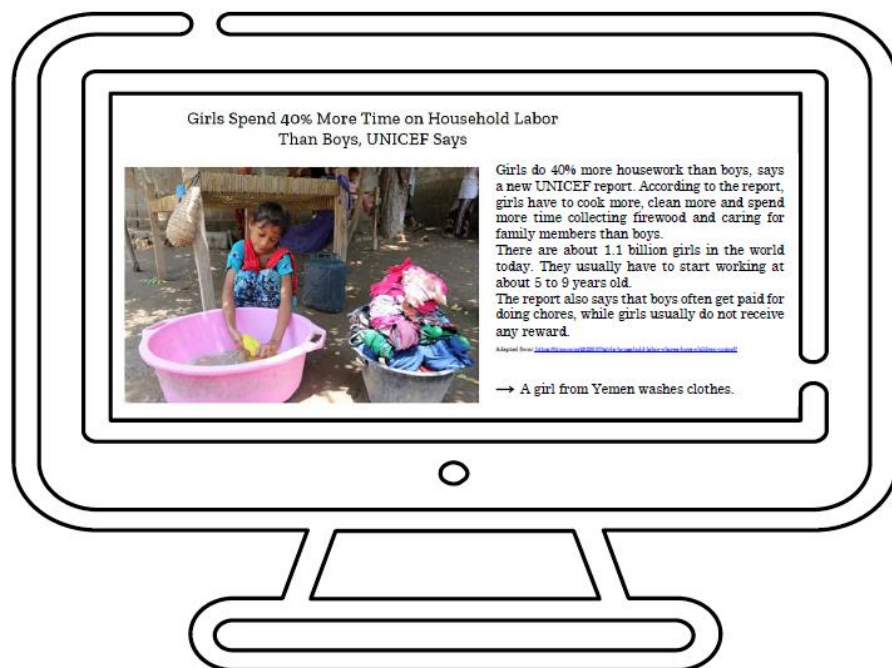 Girls Spend 40% More Time on Household Labor
Than Boys, UNICEF Says
Girls do 40% more housework than boys, says
a new UNICEF report. According to the report,
girls have to cook more, clean more and spend
more time collecting firewood and caring for
family members than boys.
There are about 1.1 billion girls in the world
today. They usually have to start working at
about 5 to 9 years old.
The report also says that boys often get paid for
doing chores, while girls usually do not receive
any reward.
Adapted from:
→ A girl from Yemen washes clothes.